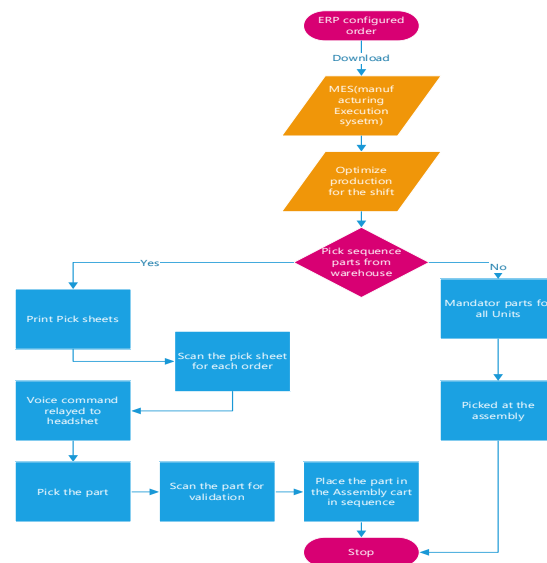 ERP configured
order
Download
MES(manuf
acturing
Execution
sysetm)
Optimize
production
for the shift
Pick sequence
parts from
warehouse
Yes
No
Print Pick sheets
Scan the pick sheet
for each order
Voice command
relayed to
headshet
Pick the part
Scan the part for
validation
Place the part in
the Assembly cart
in sequence
Mandator parts for
all Units
Picked at the
assembly
Stop